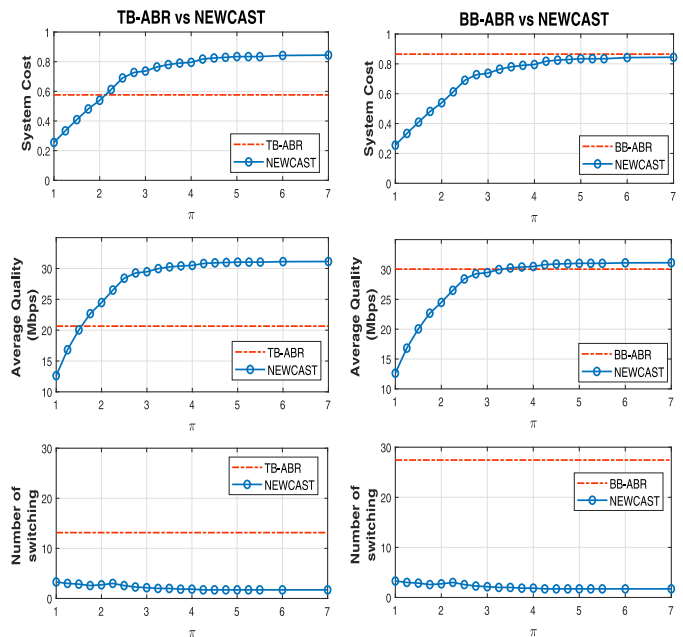 TB-ABR vs NEWCAST
BB-ABR vs NEWCAST
System Cost
1
0.8
0.6
0.4
0.2
0
TB-ABR
NEWCAST
1 2 3 4 5 6 7
π
System Cost
1
0.8
0.6
0.4
0.2
0
BB-ABR
NEWCAST
1 2 3 4 5 6 7
π
Average Quality
(Mbps)
30
25
20
15
10
TB-ABR
NEWCAST
1 2 3 4 5 6 7
π
Average Quality
(Mbps)
30
25
20
15
10
BB-ABR
NEWCAST
1 2 3 4 5 6 7
π
Number of
switching
30
20
10
0
TB-ABR
NEWCAST
1 2 3 4 5 6 7
π
Number of
switching
30
20
10
0
BB-ABR
NEWCAST
1 2 3 4 5 6 7
π